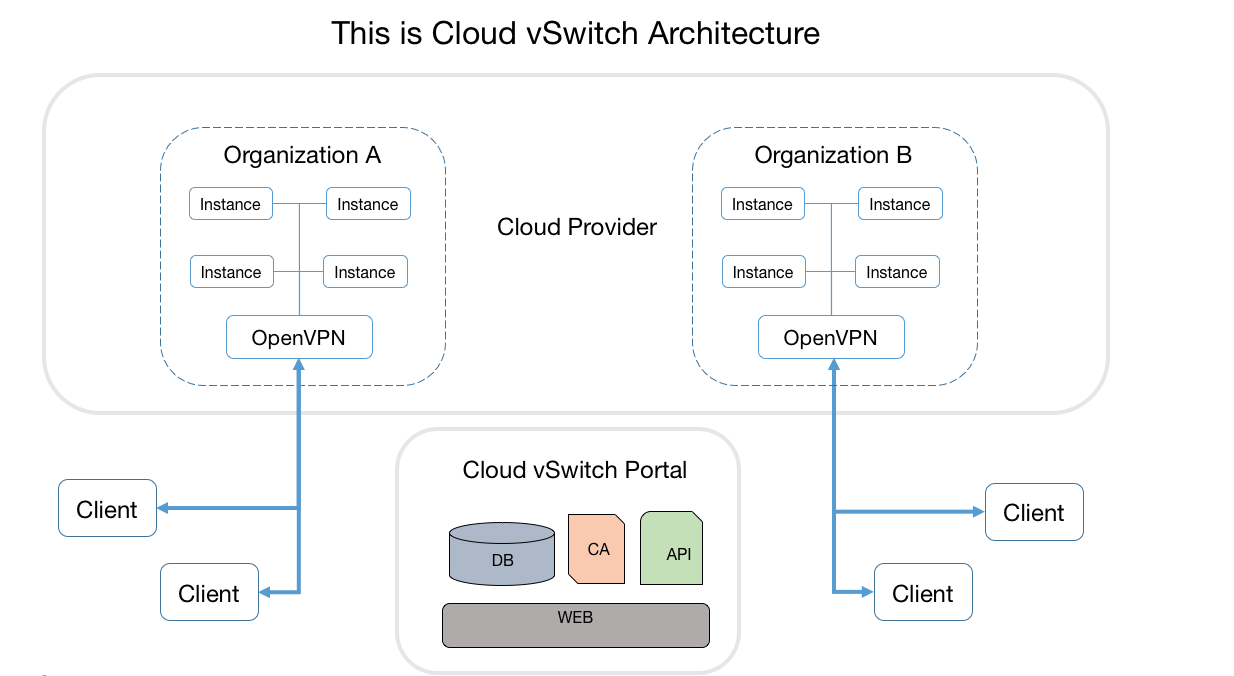 This is Cloud vSwitch Architecture
Organization A
Instance
Instance
Instance
Instance
OpenVPN
Cloud Provider
Organization B
Instance
Instance
Instance
Instance
OpenVPN
Client
Client
Cloud vSwitch Portal
DB
CA
API
WEB
Client
Client